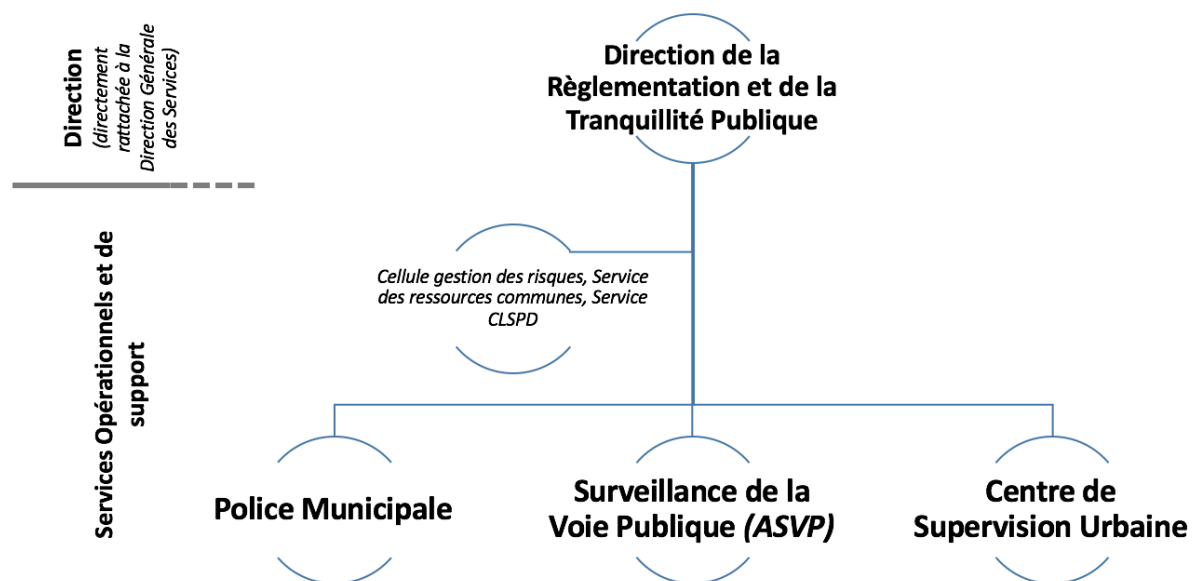 Direction
(directement
rattachée à la
Direction Générale
des Services)
Direction de la
Règlementation et de la
Tranquillité Publique
Services Opérationnels et de
support
Cellule gestion des risques, Service
des ressources communes, Service
CLSPD
Police Municipale
Surveillance de la
Voie Publique (ASVP)
Centre de
Supervision Urbaine